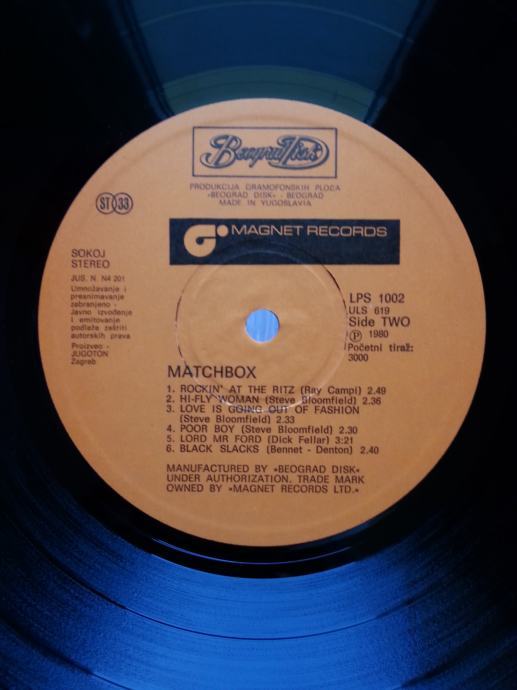 Beograd Disk
PRODUKCIJA GRAMOFONSKIH PLOČA
»BEOGRAD DISK« - BEOGRAD
MADE IN YUGOSLAVIA
ST 33
MAGNET RECORDS
SOKOJ
STEREO
JUS. N. N4 201
Umnožavanje i
presnimavanje
zabranjeno -
Javno izvođenje
i emitovanje
podleže zaštiti
autorskih prava
Proizveo -
JUGOTON
Zagreb
LPS 1002
ULS 619
Side TWO
Ⓟ 1980
Početni tiraž:
3000
MATCHBOX
1. ROCKIN' AT THE RITZ (Ray Campi) 2.49
2. HI-FLY WOMAN (Steve Bloomfield) 2.36
3. LOVE IS GOING OUT OF FASHION
(Steve Bloomfield) 2.33
4. POOR BOY (Steve Bloomfield) 2.30
5. LORD MR FORD (Dick Fellar) 3:21
6. BLACK SLACKS (Bennet - Denton) 2.40
MANUFACTURED BY »BEOGRAD DISK«
UNDER AUTHORIZATION. TRADE MARK
OWNED BY »MAGNET RECORDS LTD.«